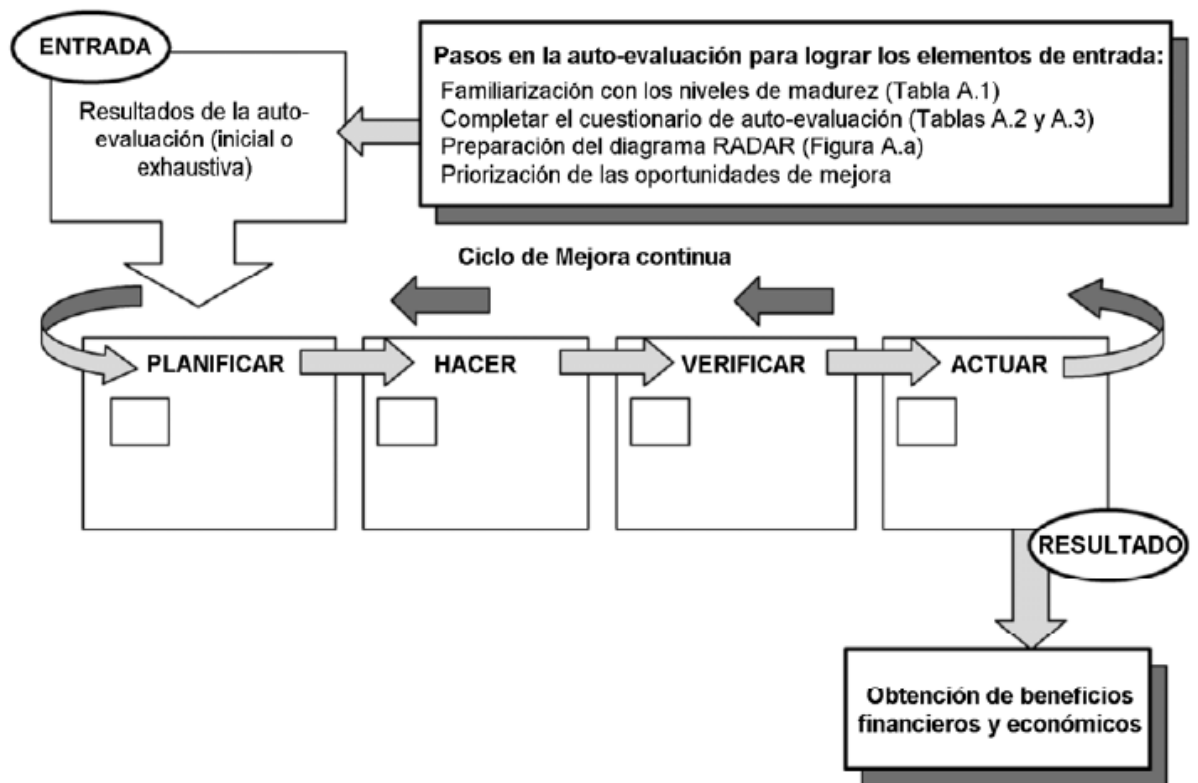 ENTRADA
Resultados de la auto-
evaluación (inicial o
exhaustiva)
Pasos en la auto-evaluación para lograr los elementos de entrada:
Familiarización con los niveles de madurez (Tabla A.1)
Completar el cuestionario de auto-evaluación (Tablas A.2 y A.3)
Preparación del diagrama RADAR (Figura A.a)
Priorización de las oportunidades de mejora
Ciclo de Mejora continua
PLANIFICAR
HACER
VERIFICAR
ACTUAR
RESULTADO
Obtención de beneficios
financieros y económicos